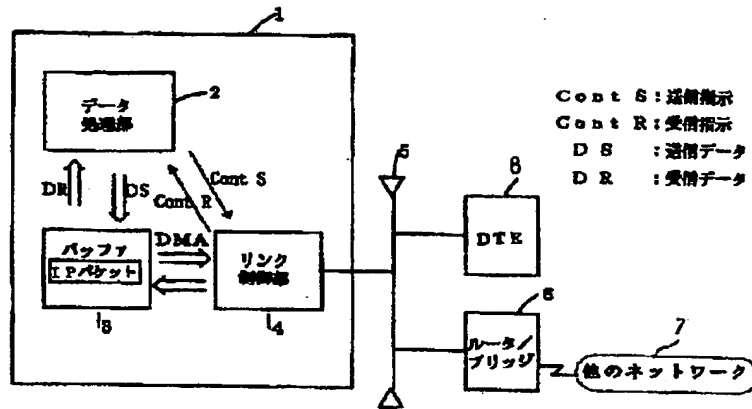 1
データ
処理部
2
DR
DS
Cont S
Cont R
バッファ
IPパケット
3
DMA
リンク
制御部
4
5
DTE
8
ルータ/
ブリッジ
6
7
他のネットワーク
Cont S:送信指示
Cont R:受信指示
DS :送信データ
DR :受信データ